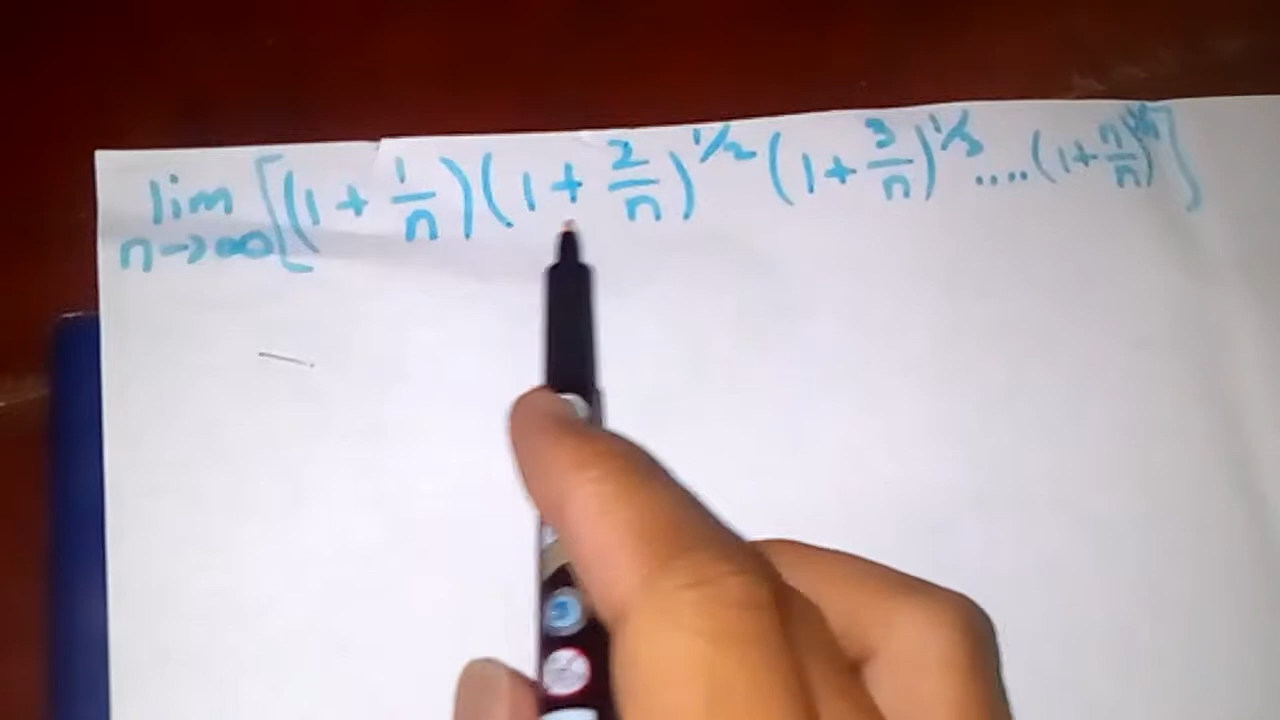 lim [(1 + 1/n)(1 + 2/n)^1/2 (1 + 3/n)^1/3 .... (1 + n/n)^1/n]
n→∞